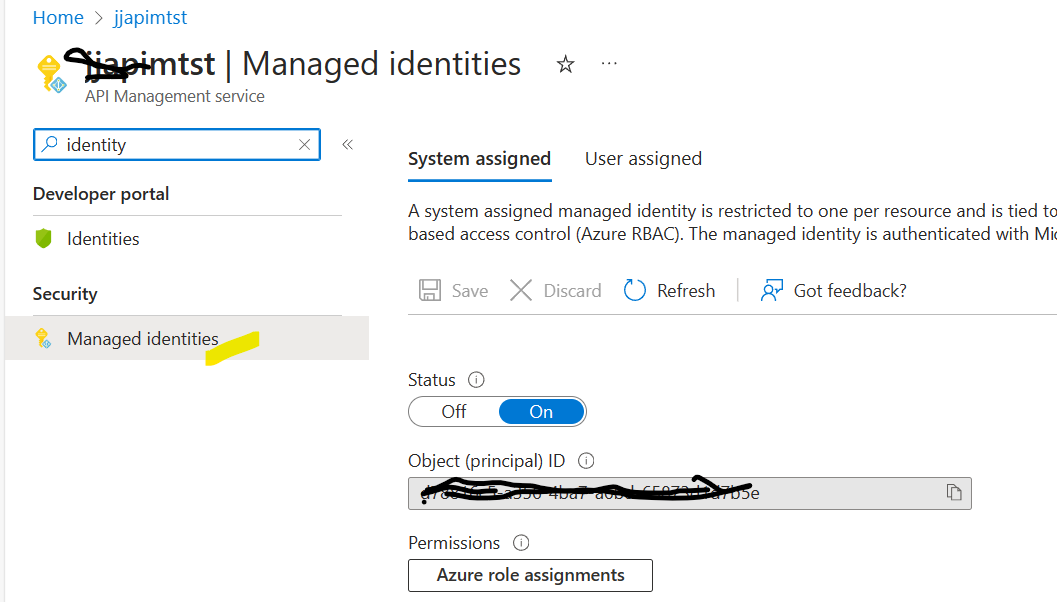 Home > jjapimtst
jjapimtst | Managed identities
API Management service
identity
Developer portal
Identities
Security
Managed identities
System assigned User assigned
A system assigned managed identity is restricted to one per resource and is tied to
based access control (Azure RBAC). The managed identity is authenticated with Mic
Save Discard Refresh Got feedback?
Status
Off On
Object (principal) ID
Permissions
Azure role assignments